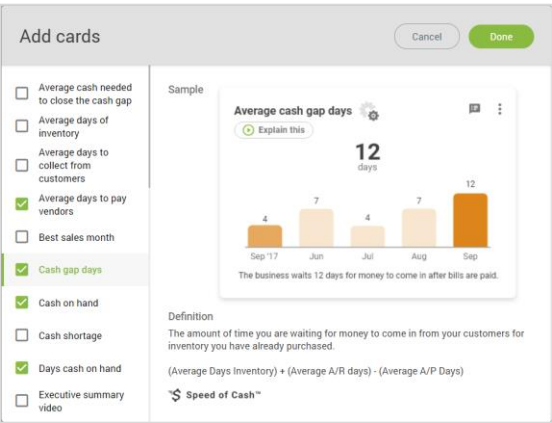 Add cards
Cancel
Done
Average cash needed
to close the cash gap
Average days of
inventory
Average days to
collect from
customers
Average days to pay
vendors
Best sales month
Cash gap days
Cash on hand
Cash shortage
Days cash on hand
Executive summary
video
Sample
Average cash gap days
Explain this
12
days
4
7
4
7
12
Sep '17
Jun
Jul
Aug
Sep
The business waits 12 days for money to come in after bills are paid.
Definition
The amount of time you are waiting for money to come in from your customers for
inventory you have already purchased.
(Average Days Inventory) + (Average A/R days) - (Average A/P Days)
Speed of Cash™